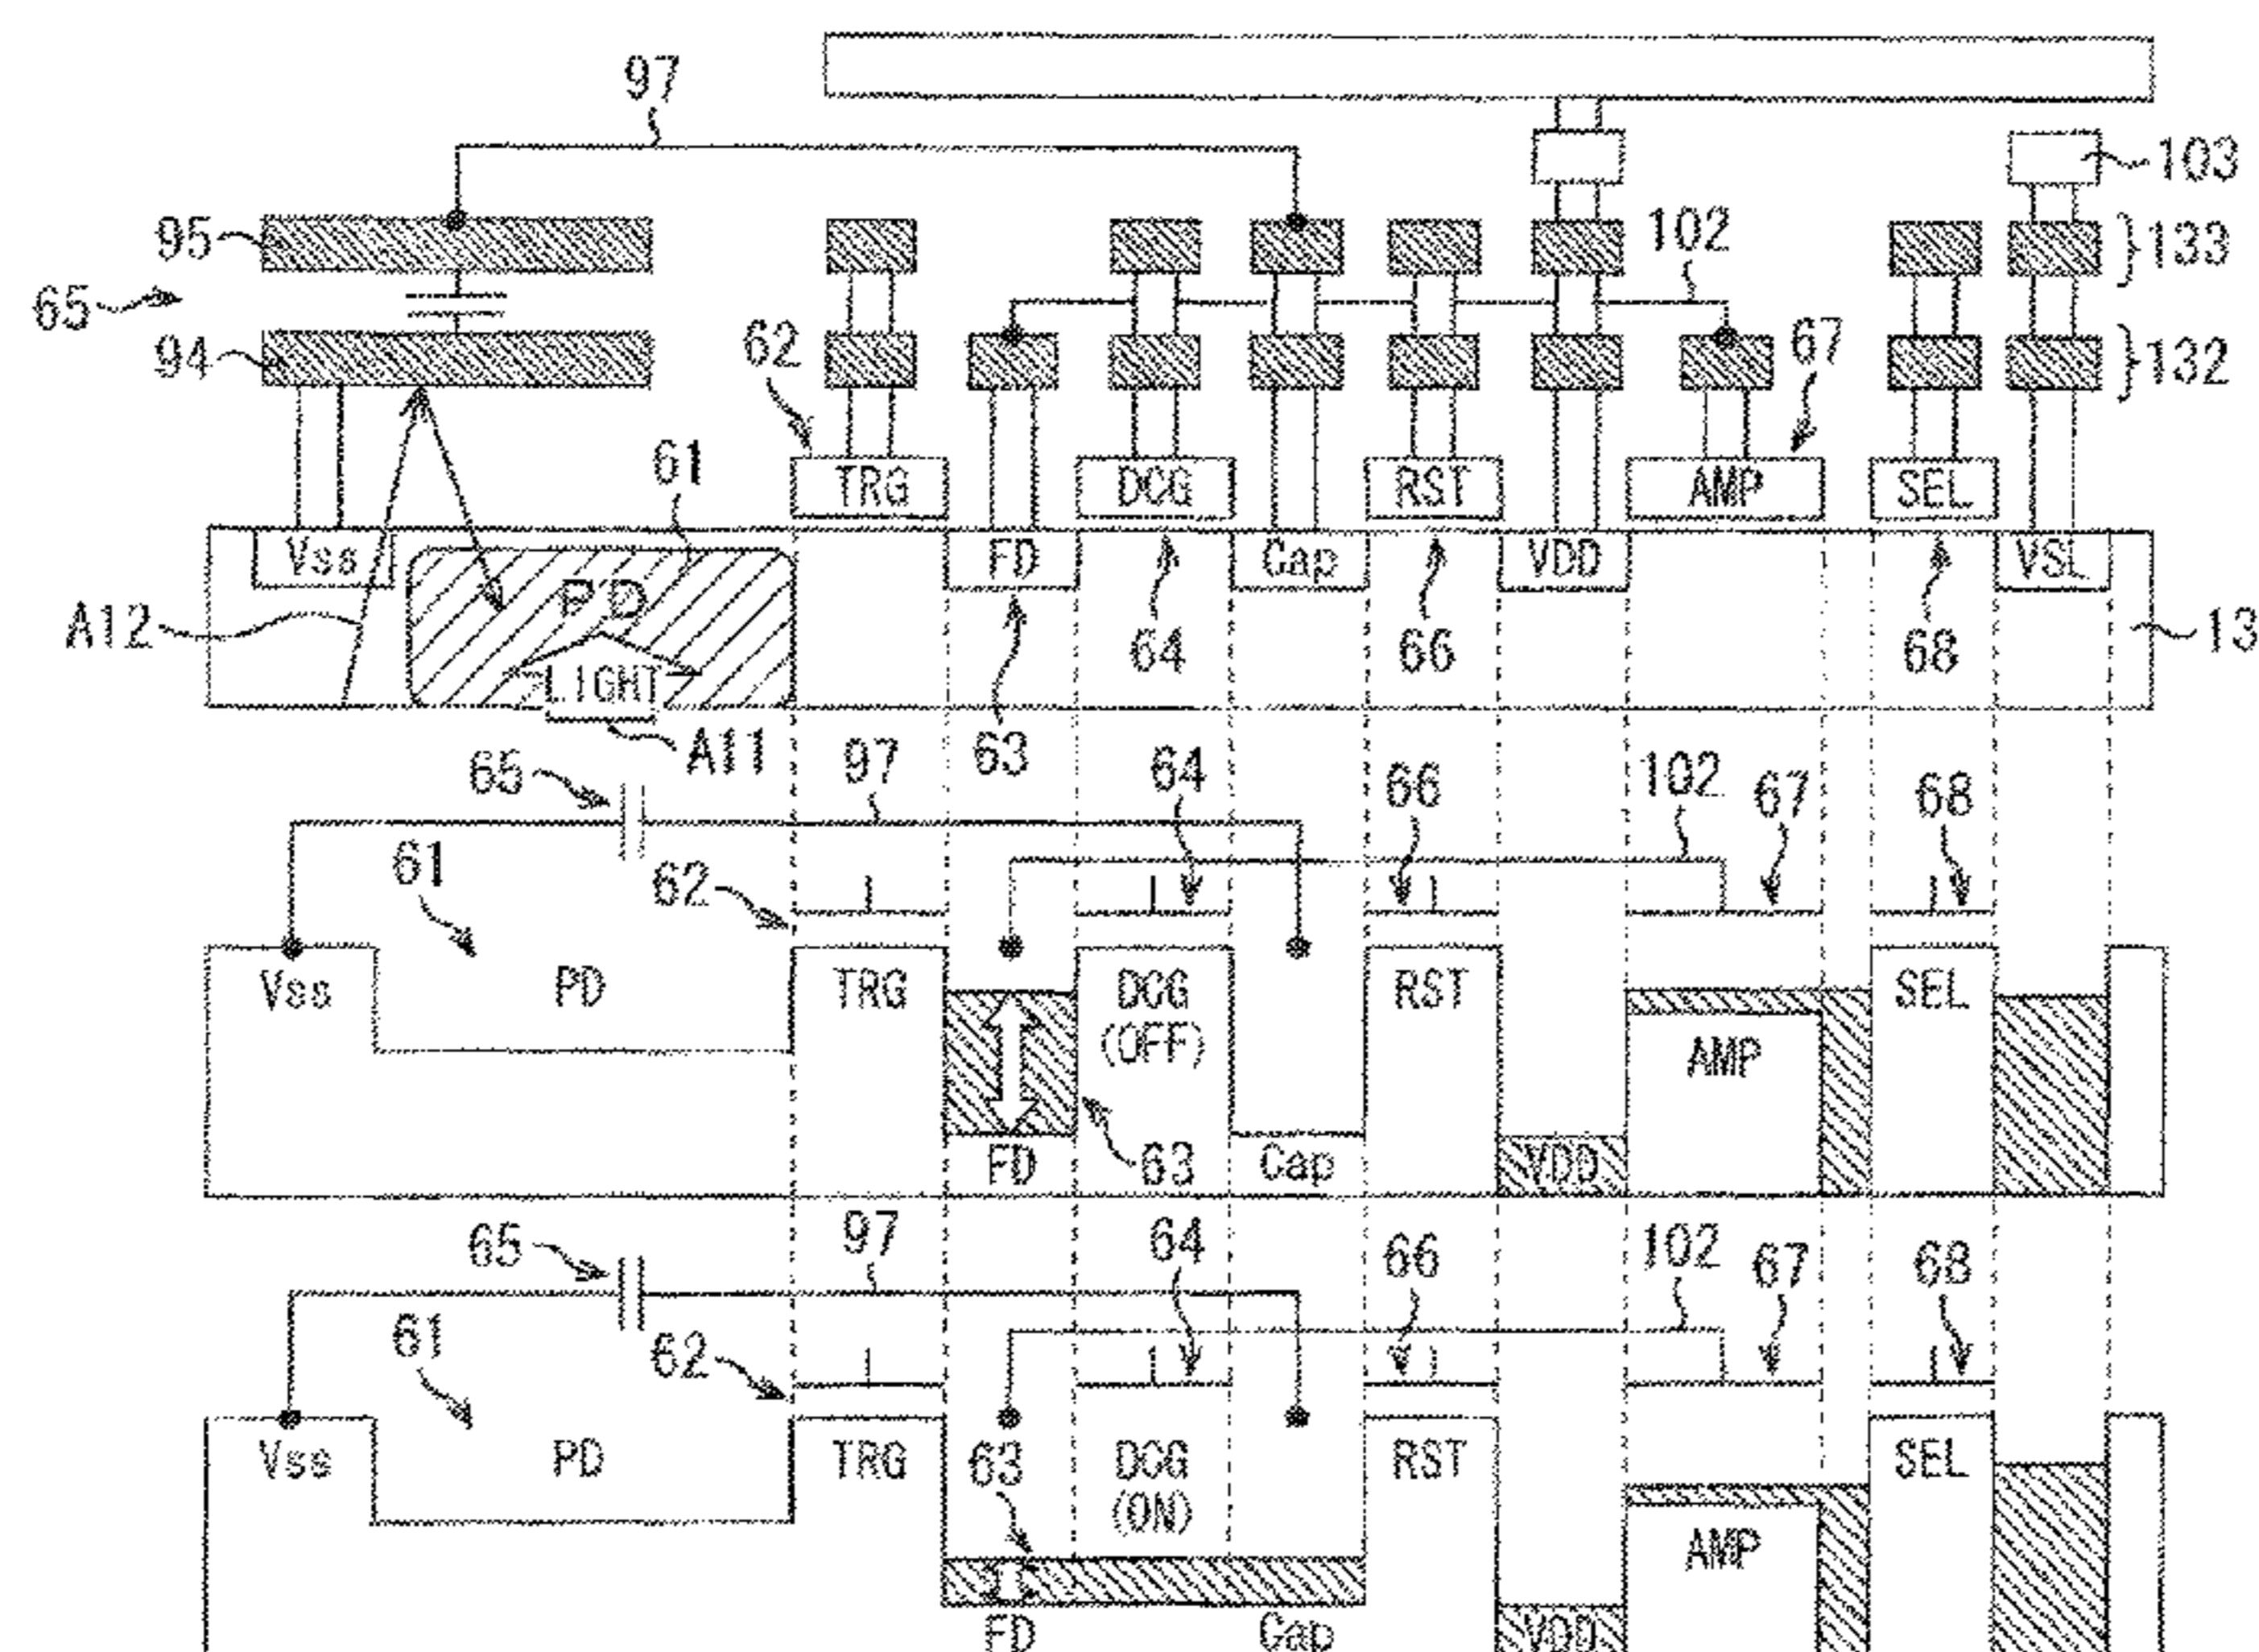 97
103
95
102
133
65
94
62
67
132
61
TRG
DCG
RST
AMP
SEL
Vss
FD
Cap
VDD
VSL
PD
A12
64
66
68
13
LIGHT
63
A11
65
97
64
66
102
67
68
61
62
Vss
PD
TRG
DCG
RST
SEL
(OFF)
AMP
FD
63
Cap
VDD
65
97
64
66
102
67
68
61
62
Vss
PD
TRG
63
DCG
RST
SEL
(ON)
AMP
FD
Cap
VDD